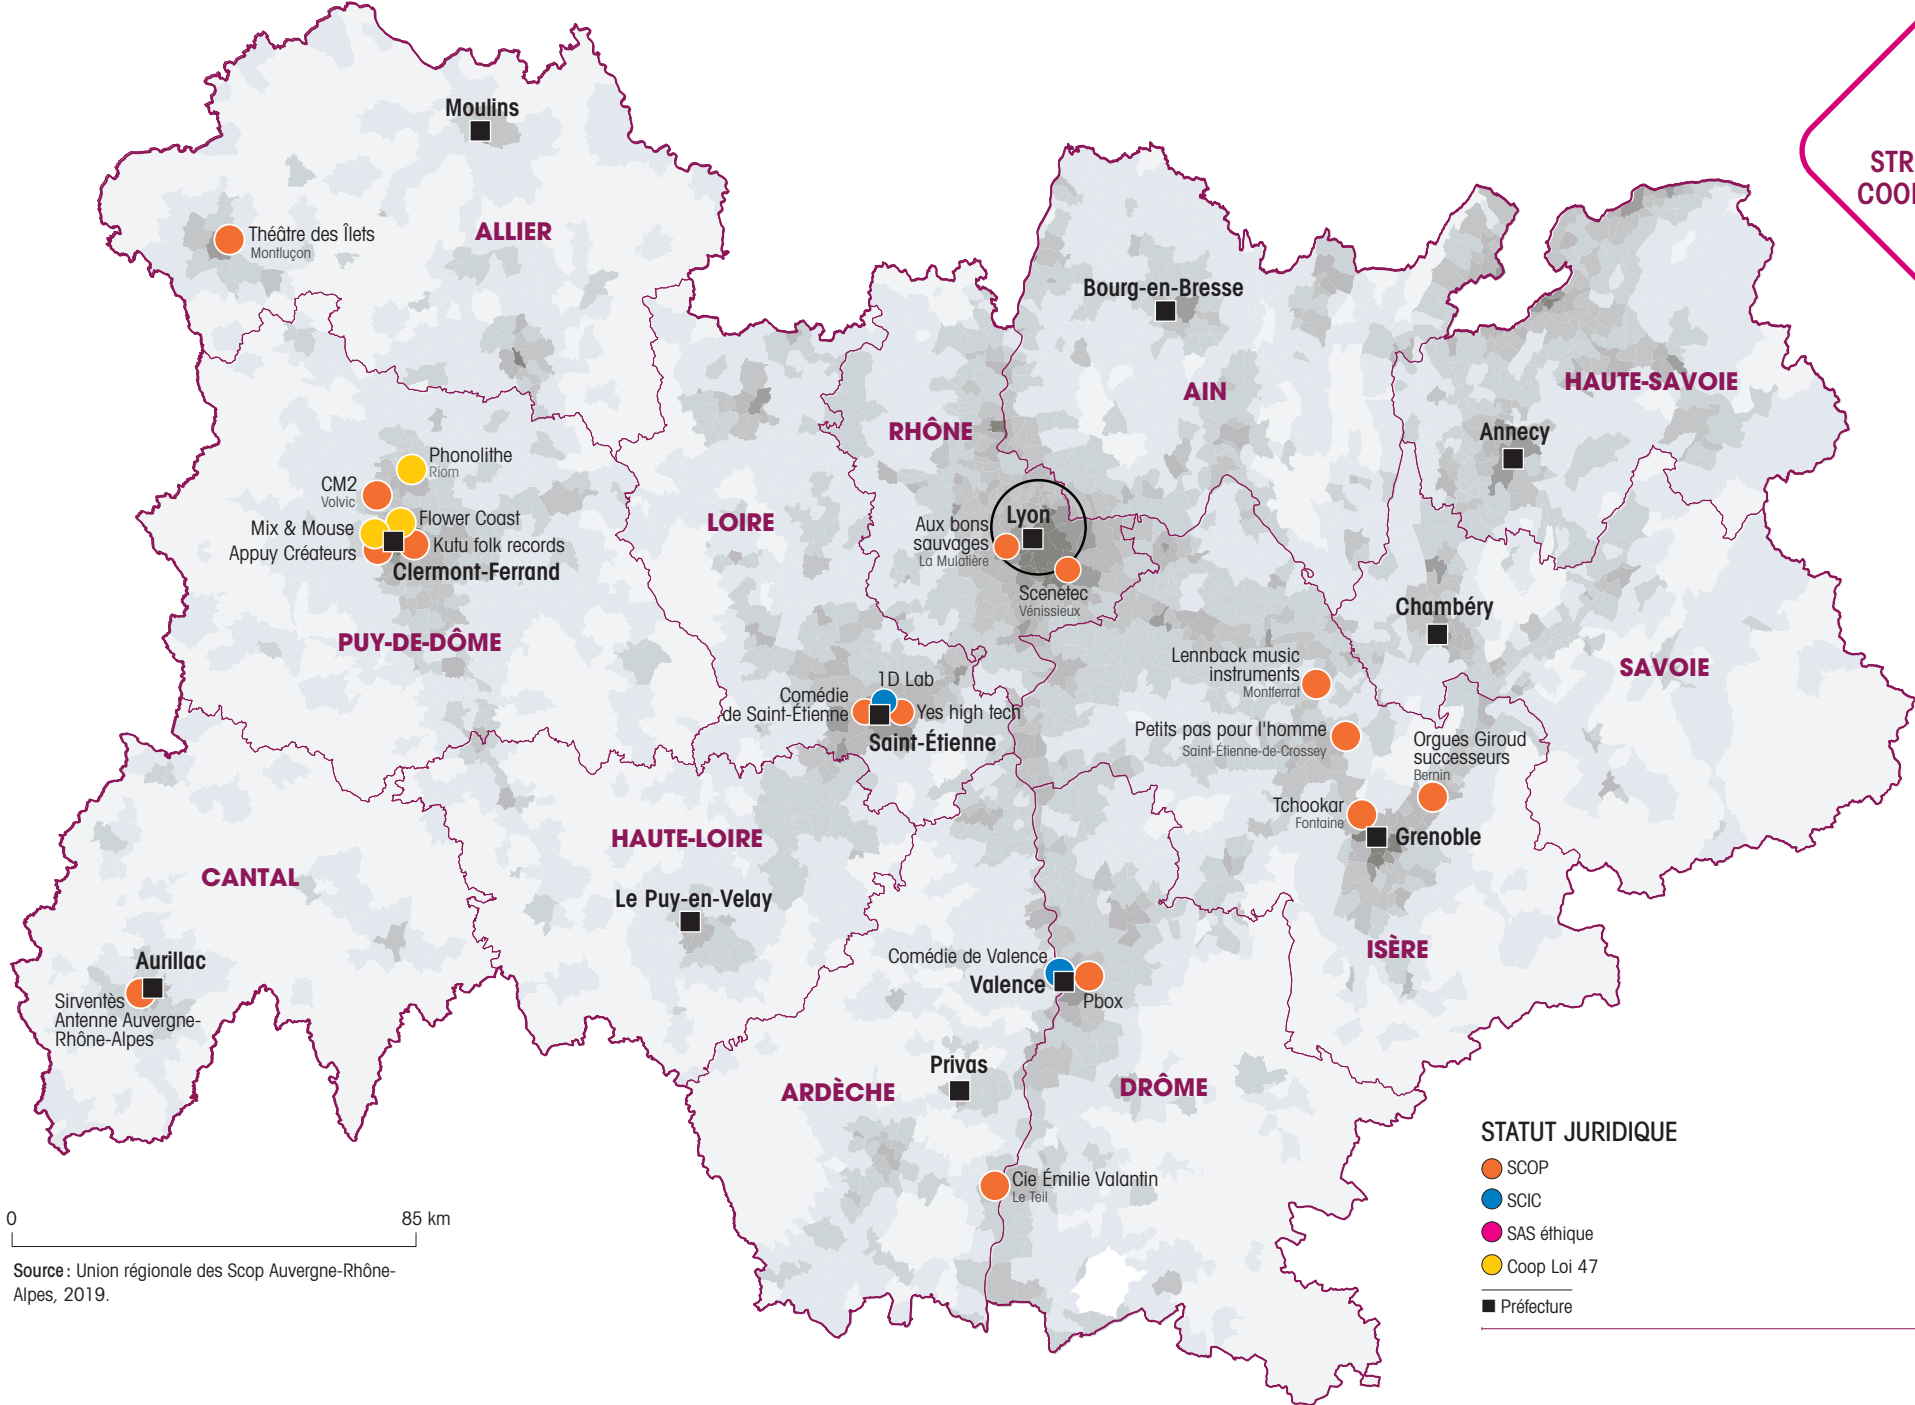 STR
COO
Moulins
ALLIER
Théâtre des Îlets
Montluçon
Bourg-en-Bresse
AIN
HAUTE-SAVOIE
Annecy
RHÔNE
Phonolithe
Riom
CM2
Volvic
Mix & Mouse
Flower Coast
Appuy Créateurs
Kutu folk records
Clermont-Ferrand
PUY-DE-DÔME
LOIRE
Aux bons
sauvages
La Mulatière
Lyon
Scenetec
Vénissieux
Chambéry
SAVOIE
Lennback music
instruments
Montferrat
1D Lab
Comédie
de Saint-Étienne
Yes high tech
Saint-Étienne
Petits pas pour l'homme
Saint-Étienne-de-Crossey
Orgues Giroud
successeurs
Bernin
Tchookar
Fontaine
Grenoble
HAUTE-LOIRE
Le Puy-en-Velay
CANTAL
Aurillac
Sirventès
Antenne Auvergne-
Rhône-Alpes
ISÈRE
Comédie de Valence
Valence
Pbox
Privas
ARDÈCHE
DRÔME
Cie Émilie Valantin
Le Teil
STATUT JURIDIQUE
SCOP
SCIC
SAS éthique
Coop Loi 47
Préfecture
0 85 km
Source : Union régionale des Scop Auvergne-Rhône-
Alpes, 2019.